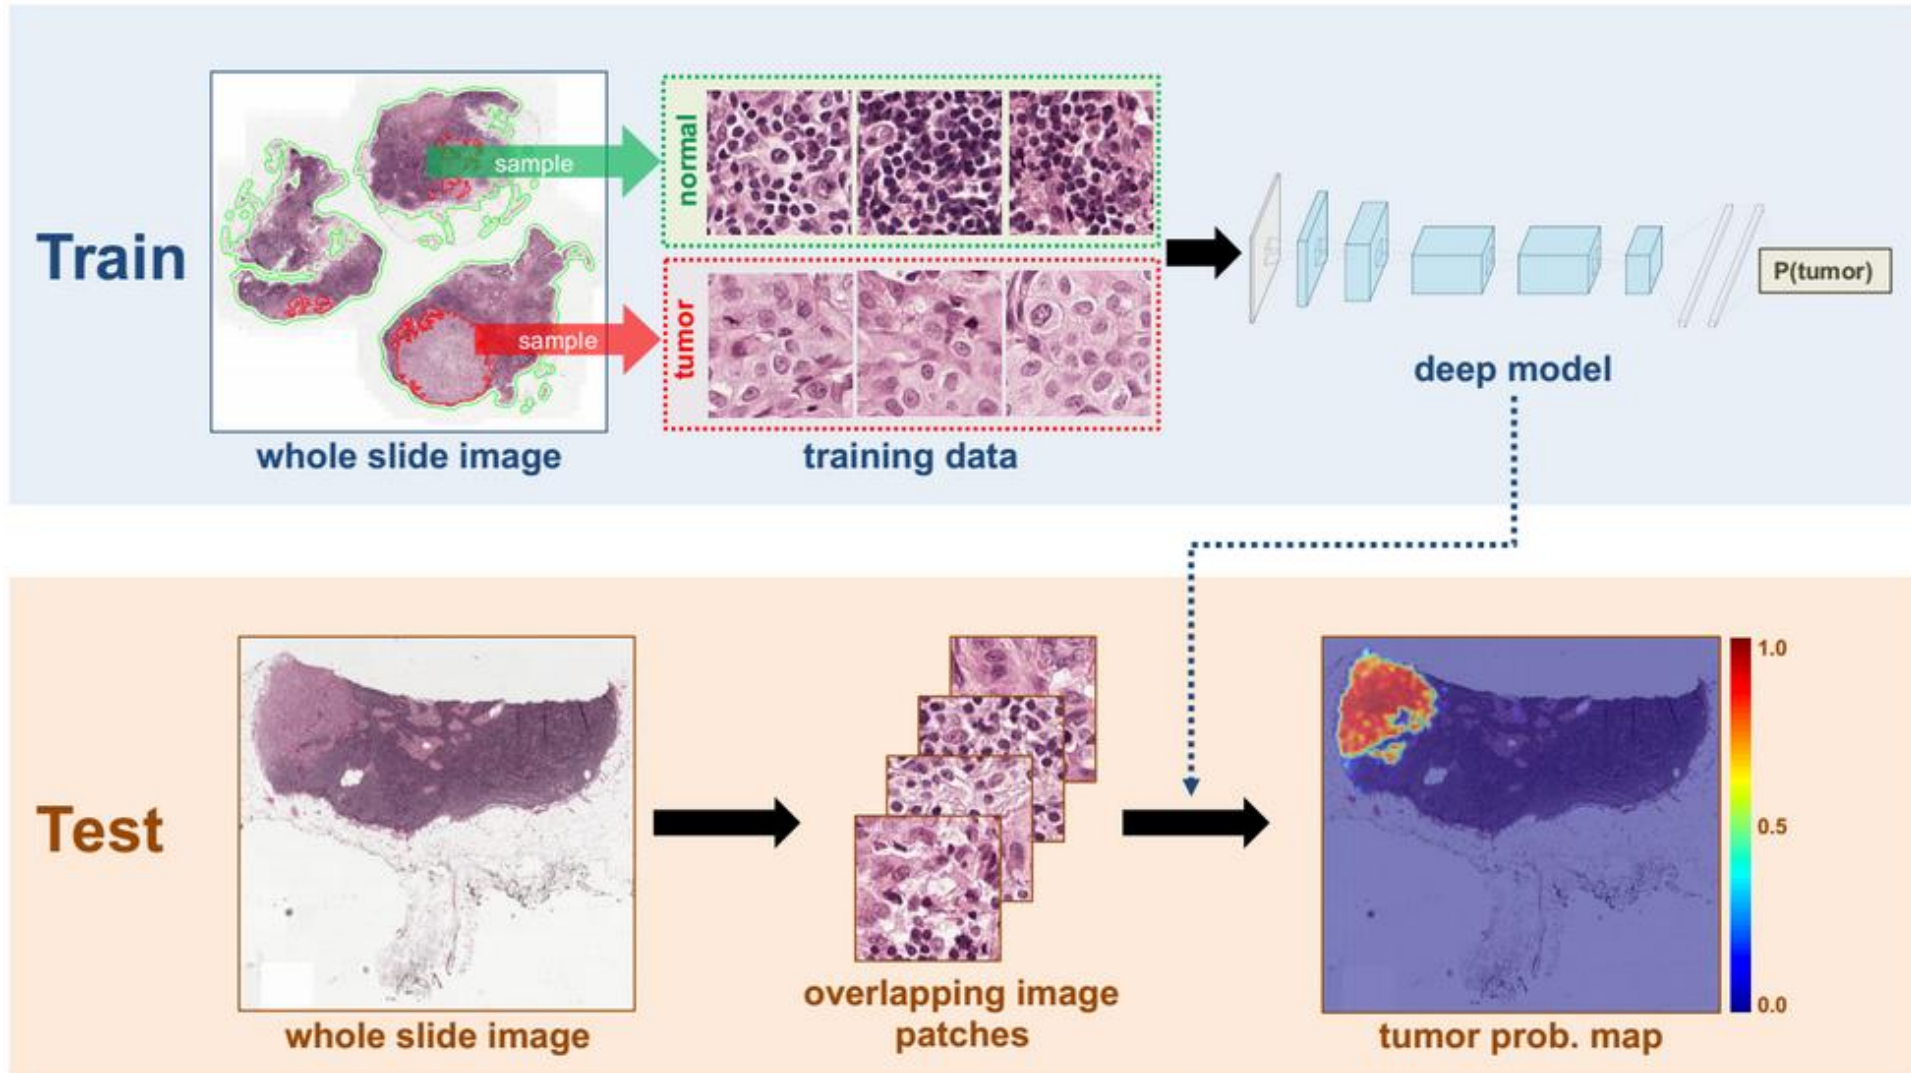 Train
sample
sample
normal
tumor
P(tumor)
deep model
whole slide image
training data
Test
1.0
0.5
0.0
overlapping image
patches
whole slide image
tumor prob. map